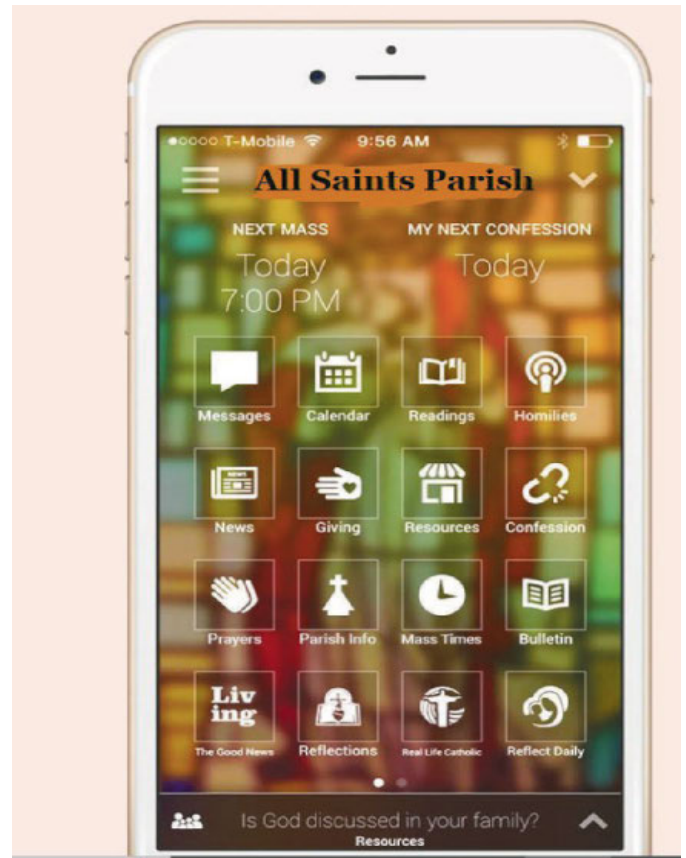 T-Mobile 9:56 AM
All Saints Parish
NEXT MASS MY NEXT CONFESSION
Today Today
7:00 PM
Messages Calendar Readings Homilies
NEWS
News Giving Resources Confession
Prayers Parish Info Mass Times Bulletin
Liv
ing
The Good News Reflections Real Life Catholic Reflect Daily
Is God discussed in your family?
Resources